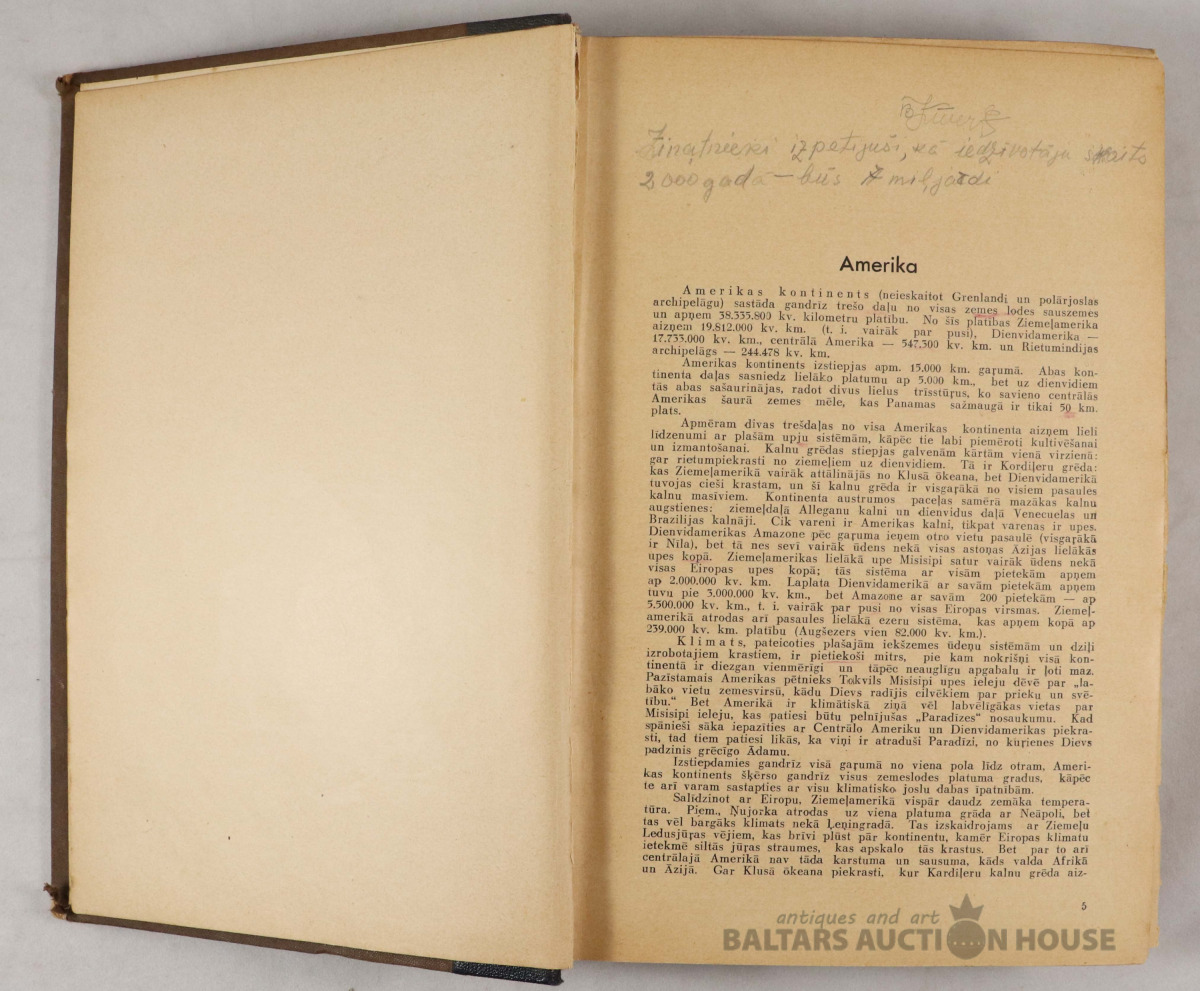 Zinātnieki izpētījuši, kā iedzīvotāju skaits
2000 gadā — būs 7 miljardi
Amerika
Amerikas kontinents (neieskaitot Grenlandi un polārjoslas
archipelāgu) sastāda gandrīz trešo daļu no visas zemes lodes sauszemes
un apņem 38.335.800 kv. kilometru platību. No šīs platības Ziemeļamerika
aizņem 19.812.000 kv. km. (t. i. vairāk par pusi), Dienvidamerika —
17.733.000 kv. km., centrālā Amerika — 547.500 kv. km. un Rietumindijas
archipelāgs — 244.478 kv. km.
Amerikas kontinents izstiepjas apm. 15.000 km. gaŗumā. Abas kon-
tinenta daļas sasniedz lielāko platumu ap 5.000 km., bet uz dienvidiem
tās abas sašaurinājas, radot divus lielus trīsstūrus, ko savieno centrālās
Amerikas šaurā zemes mēle, kas Panamas sažmaugā ir tikai 50 km.
plats.
Apmēram divas trešdaļas no visa Amerikas kontinenta aizņem lieli
līdzenumi ar plašām upju sistēmām, kāpēc tie labi piemēroti kultivēšanai
un izmantošanai. Kalnu grēdas stiepjas galvenām kārtām vienā virzienā:
gar rietumpiekrasti no ziemeļiem uz dienvidiem. Tā ir Kordiļeru grēda:
kas Ziemeļamerikā vairāk attālinājās no Klusā ōkeana, bet Dienvidamerikā
tuvojas cieši krastam, un šī kalnu grēda ir visgaŗākā no visiem pasaules
kalnu masīviem. Kontinenta austrumos paceļas samērā mazākas kalnu
augstienes: ziemeļdaļā Alleganu kalni un dienvidus daļā Venecuelas un
Brazilijas kalnāji. Cik vareni ir Amerikas kalni, tikpat varenas ir upes.
Dienvidamerikas Amazone pēc gaŗuma ieņem otro vietu pasaulē (visgaŗākā
ir Nīla), bet tā nes sevī vairāk ūdens nekā visas astoņas Āzijas lielākās
upes kopā. Ziemeļamerikas lielākā upe Misisipi satur vairāk ūdens nekā
visas Eiropas upes kopā; tās sistēma ar visām pietekām apņem
ap 2.000.000 kv. km. Laplata Dienvidamerikā ar savām pietekām apņem
tuvu pie 3.000.000 kv. km., bet Amazone ar savām 200 pietekām — ap
5.500.000 kv. km., t. i. vairāk par pusi no visas Eiropas virsmas. Ziemeļ-
amerikā atrodas arī pasaules lielākā ezeru sistēma, kas apņem kopā ap
239.000 kv. km. platību (Augšezers vien 82.000 kv. km.).
Klimats, pateicoties plašajām iekšzemes ūdeņu sistēmām un dziļi
izrobotajiem krastiem, ir pietiekoši mitrs, pie kam nokrišņi visā kon-
tinentā ir diezgan vienmērīgi un tāpēc neauglīgu apgabalu ir ļoti maz.
Pazīstamais Amerikas pētnieks Tokvils Misisipi upes ieleju dēvē par „la-
bāko vietu zemesvirsū, kādu Dievs radījis cilvēkiem par prieku un svē-
tību.“ Bet Amerikā ir klimātiskā ziņā vēl labvēlīgākas vietas par
Misisipi ieleju, kas patiesi būtu pelnījušas „Paradīzes“ nosaukumu. Kad
spānieši sāka iepazīties ar Centrālo Ameriku un Dienvidamerikas piekra-
sti, tad tiem patiesi likās, ka viņi ir atraduši Paradīzi, no kuŗienes Dievs
padzinis grēcīgo Ādamu.
Izstiepdamies gandrīz visā gaŗumā no viena pola līdz otram, Ameri-
kas kontinents šķērso gandrīz visus zemeslodes platuma gradus, kāpēc
te arī varam sastapties ar visu klimatisko joslu dabas īpatnībām.
Salīdzinot ar Eiropu, Ziemeļamerikā vispār daudz zemāka tempera-
tūra. Piem., Ņujorka atrodas uz viena platuma grāda ar Neāpoli, bet
tas vēl bargāks klimats nekā Ļeņingradā. Tas izskaidrojams ar Ziemeļu
Ledusjūŗas vējiem, kas brīvi plūst pār kontinentu, kamēr Eiropas klimatu
ietekmē siltās jūŗas straumes, kas apskalo tās krastus. Bet par to arī
centrālajā Amerikā nav tāda karstuma un sausuma, kāds valda Afrikā
un Āzijā. Gar Klusā ōkeana piekrasti, kur Kardiļeru kalnu grēda aiz-
5
antiques and art
BALTARS AUCTION HOUSE